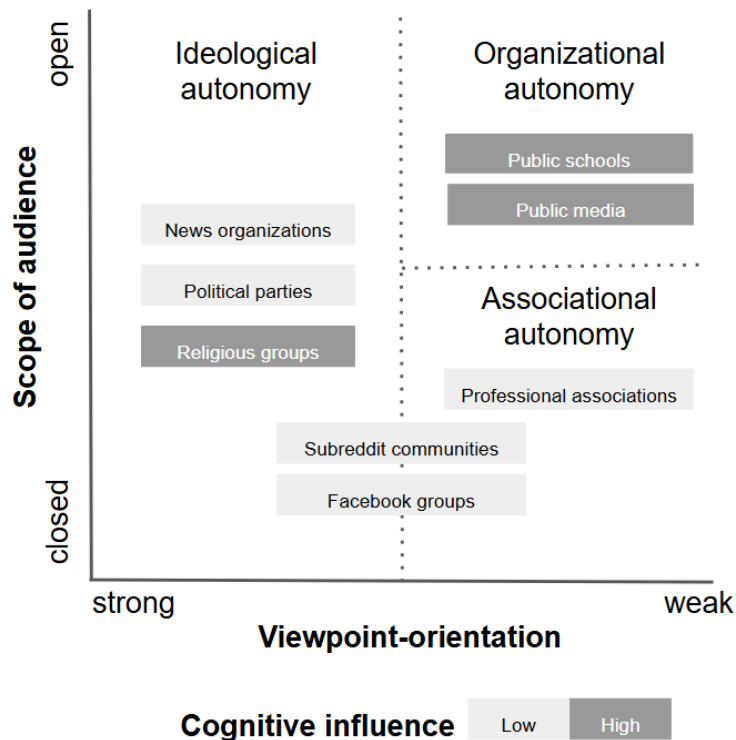 open
Scope of audience
closed
Ideological
autonomy
Organizational
autonomy
Public schools
Public media
News organizations
Political parties
Religious groups
Associational
autonomy
Professional associations
Subreddit communities
Facebook groups
strong
weak
Viewpoint-orientation
Cognitive influence
Low
High